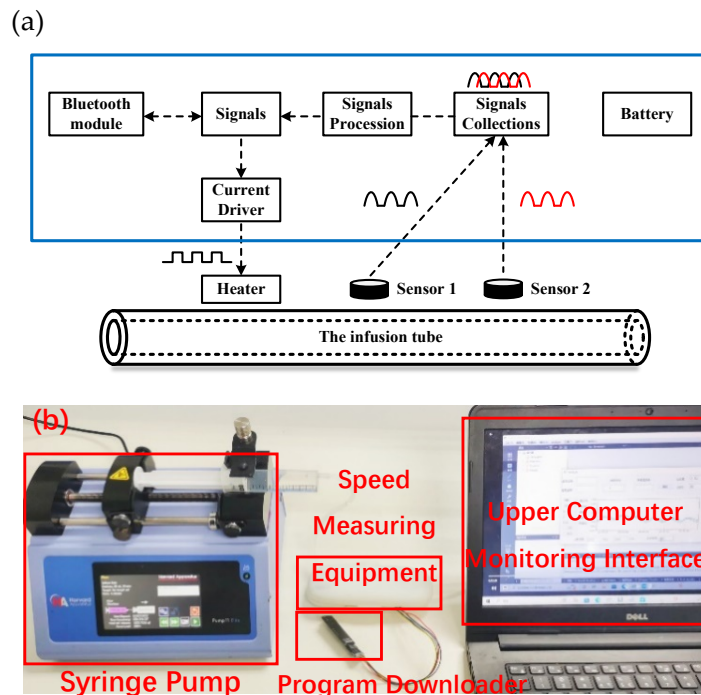 (a)
Bluetooth
module
Signals
Signals
Procession
Signals
Collections
Battery
Current
Driver
Heater
Sensor 1
Sensor 2
The infusion tube
(b)
Speed
Measuring
Equipment
Upper Computer
Monitoring Interface
DELL
Syringe Pump
Program Downloader